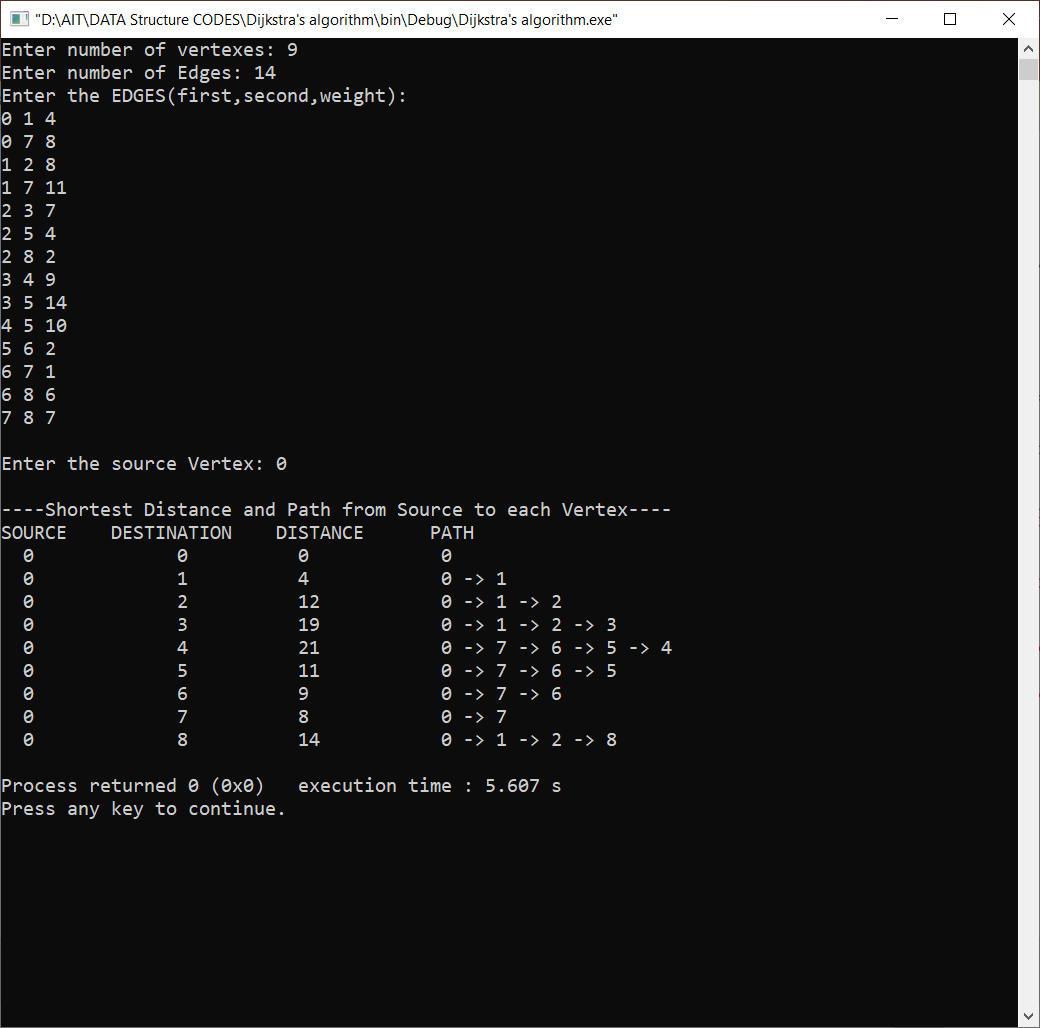 "D:\AIT\DATA Structure CODES\Dijkstra's algorithm\bin\Debug\Dijkstra's algorithm.exe"
Enter number of vertexes: 9
Enter number of Edges: 14
Enter the EDGES(first,second,weight):
0 1 4
0 7 8
1 2 8
1 7 11
2 3 7
2 5 4
2 8 2
3 4 9
3 5 14
4 5 10
5 6 2
6 7 1
6 8 6
7 8 7

Enter the source Vertex: 0

----Shortest Distance and Path from Source to each Vertex----
SOURCE    DESTINATION    DISTANCE      PATH
  0             0          0            0
  0             1          4            0 -> 1
  0             2          12           0 -> 1 -> 2
  0             3          19           0 -> 1 -> 2 -> 3
  0             4          21           0 -> 7 -> 6 -> 5 -> 4
  0             5          11           0 -> 7 -> 6 -> 5
  0             6          9            0 -> 7 -> 6
  0             7          8            0 -> 7
  0             8          14           0 -> 1 -> 2 -> 8

Process returned 0 (0x0)   execution time : 5.607 s
Press any key to continue.